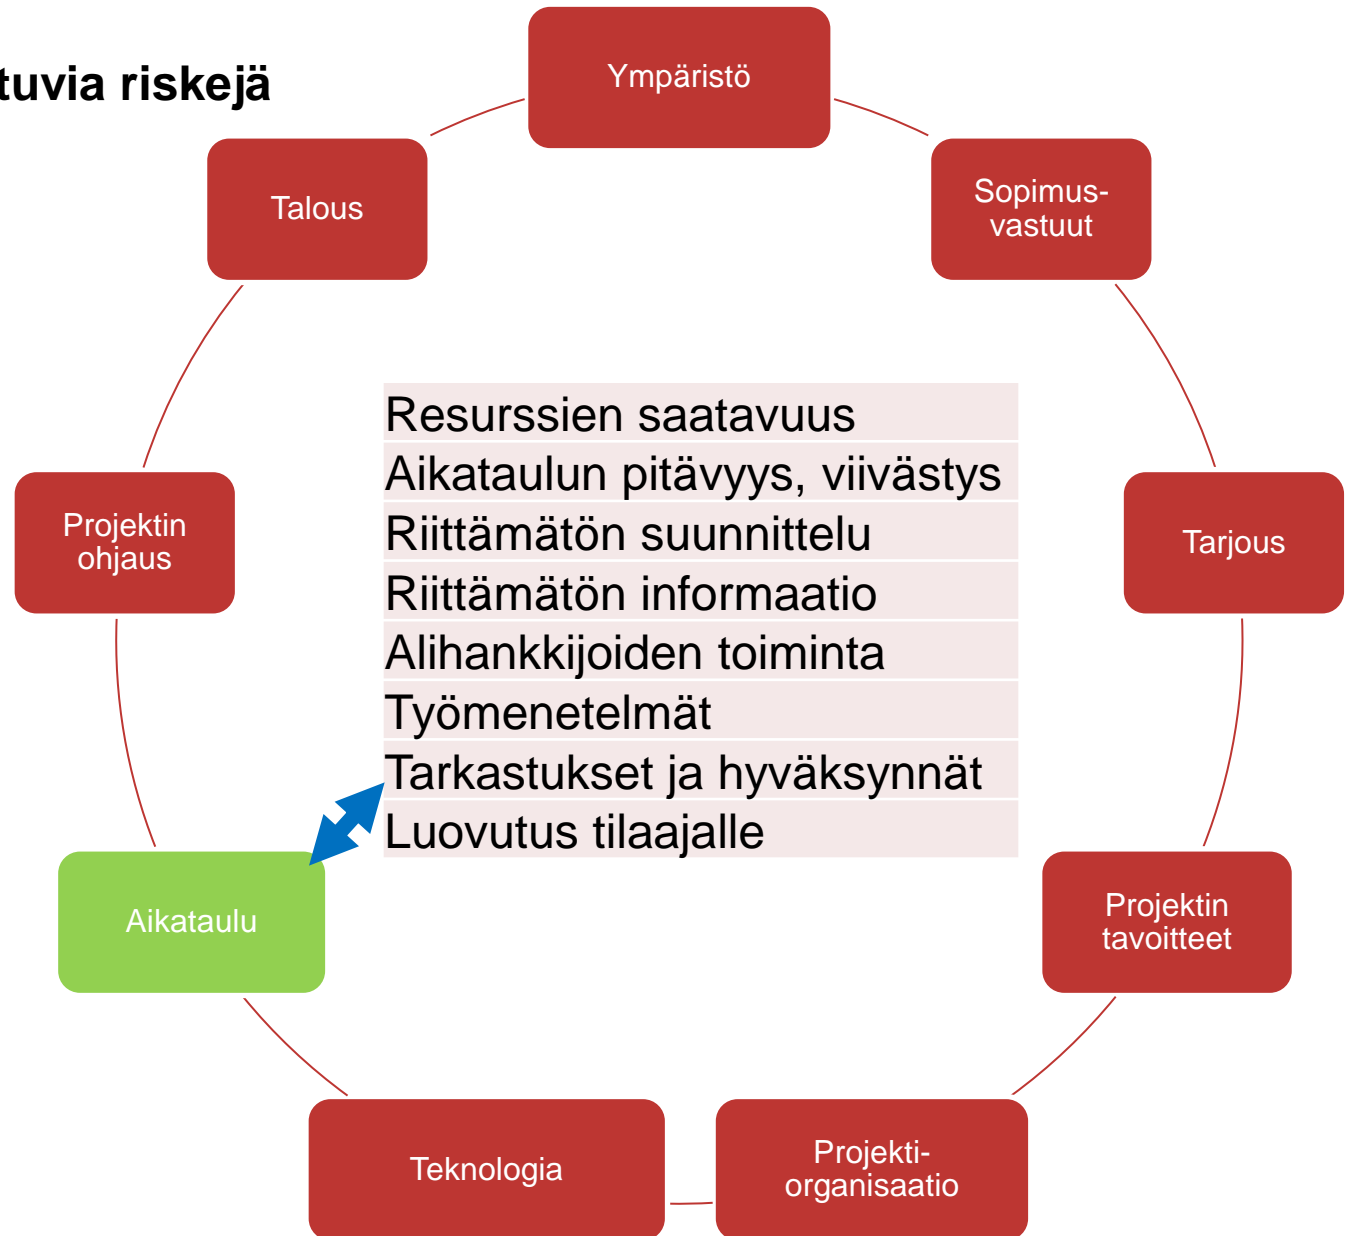 tuvia riskejä
Ympäristö
Talous
Sopimus-
vastuut
Resurssien saatavuus
Aikataulun pitävyys, viivästys
Riittämätön suunnittelu
Riittämätön informaatio
Alihankkijoiden toiminta
Työmenetelmät
Tarkastukset ja hyväksynnät
Luovutus tilaajalle
Projektin
ohjaus
Tarjous
Aikataulu
Projektin
tavoitteet
Teknologia
Projekti-
organisaatio